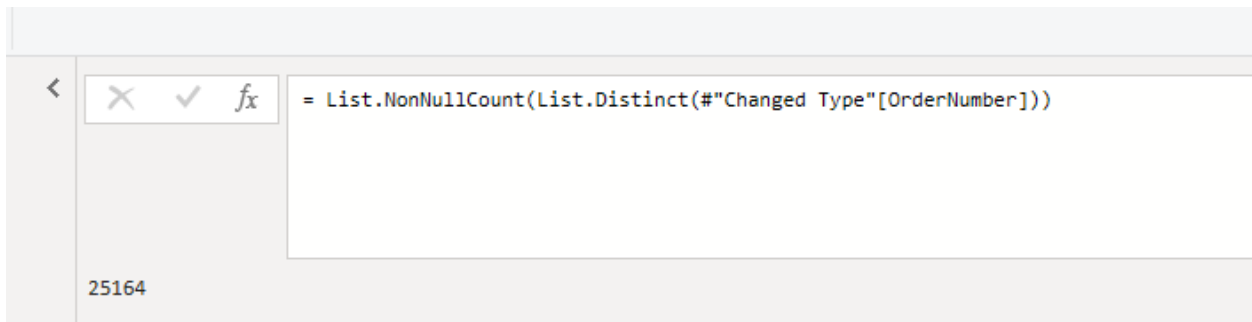 fx
= List.NonNullCount(List.Distinct(#"Changed Type"[OrderNumber]))
25164